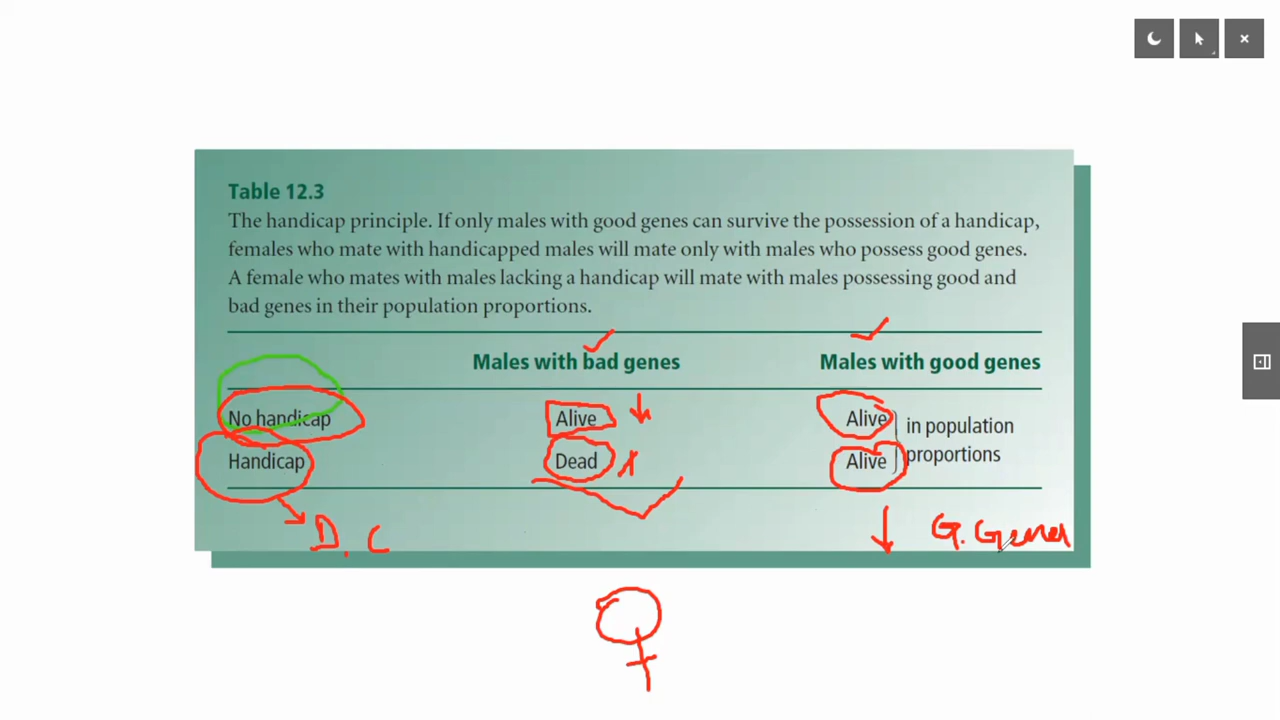 Table 12.3
The handicap principle. If only males with good genes can survive the possession of a handicap,
females who mate with handicapped males will mate only with males who possess good genes.
A female who mates with males lacking a handicap will mate with males possessing good and
bad genes in their population proportions.
Males with bad genes Males with good genes
No handicap Alive Alive in population
Handicap Dead Alive proportions
D. C G. Genes